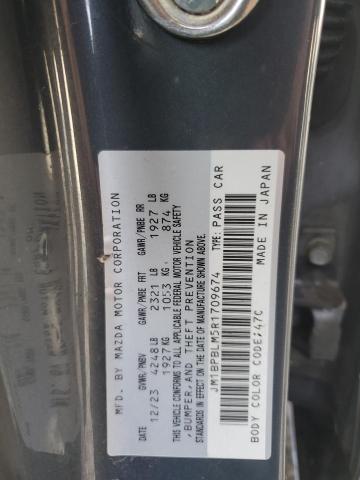 MFD. BY MAZDA MOTOR CORPORATION
DATE GVWR/PNBV GAWR/PNBE FRT GAWR/PNBE RR
12/23 4248 LB 2321 LB 1927 LB
1927 KG 1053 KG 874 KG
THIS VEHICLE CONFORMS TO ALL APPLICABLE FEDERAL MOTOR VEHICLE SAFETY
, BUMPER, AND THEFT PREVENTION
STANDARDS IN EFFECT ON THE DATE OF MANUFACTURE SHOWN ABOVE.
JM1BPBLM5R1709674 TYPE: PASS CAR
BODY COLOR CODE:47C MADE IN JAPAN